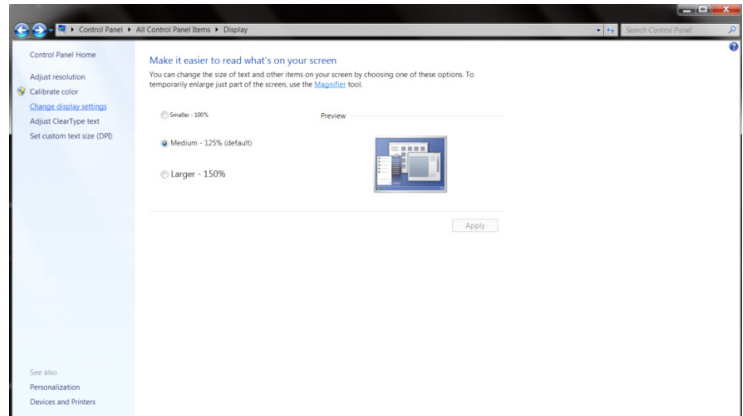 Control Panel ▸ All Control Panel Items ▸ Display
Search Control Panel
Control Panel Home
Adjust resolution
Calibrate color
Change display settings
Adjust ClearType text
Set custom text size (DPI)
See also
Personalization
Devices and Printers
Make it easier to read what's on your screen
You can change the size of text and other items on your screen by choosing one of these options. To
temporarily enlarge just part of the screen, use the Magnifier tool.
Smaller - 100%
Preview
Medium - 125% (default)
Larger - 150%
Apply